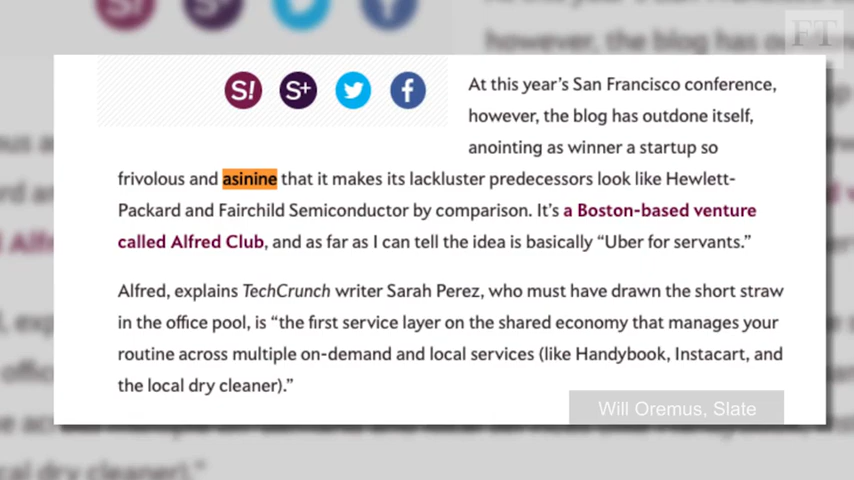 FT
S!
S+
At this year's San Francisco conference,
however, the blog has outdone itself,
anointing as winner a startup so
frivolous and asinine that it makes its lackluster predecessors look like Hewlett-
Packard and Fairchild Semiconductor by comparison. It's a Boston-based venture
called Alfred Club, and as far as I can tell the idea is basically “Uber for servants.”
Alfred, explains TechCrunch writer Sarah Perez, who must have drawn the short straw
in the office pool, is “the first service layer on the shared economy that manages your
routine across multiple on-demand and local services (like Handybook, Instacart, and
the local dry cleaner).”
Will Oremus, Slate